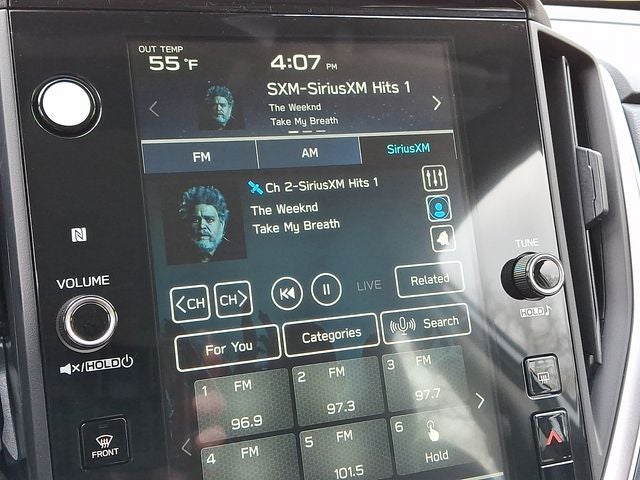 OUT TEMP
55 °F
4:07 PM
SXM-SiriusXM Hits 1
The Weeknd
Take My Breath
FM
AM
SiriusXM
Ch 2-SiriusXM Hits 1
The Weeknd
Take My Breath
N
VOLUME
TUNE
CH
CH
LIVE
Related
HOLD
For You
Categories
Search
HOLD
1 FM
96.9
2 FM
97.3
3 FM
97.7
FRONT
4 FM
5 FM
101.5
6
Hold